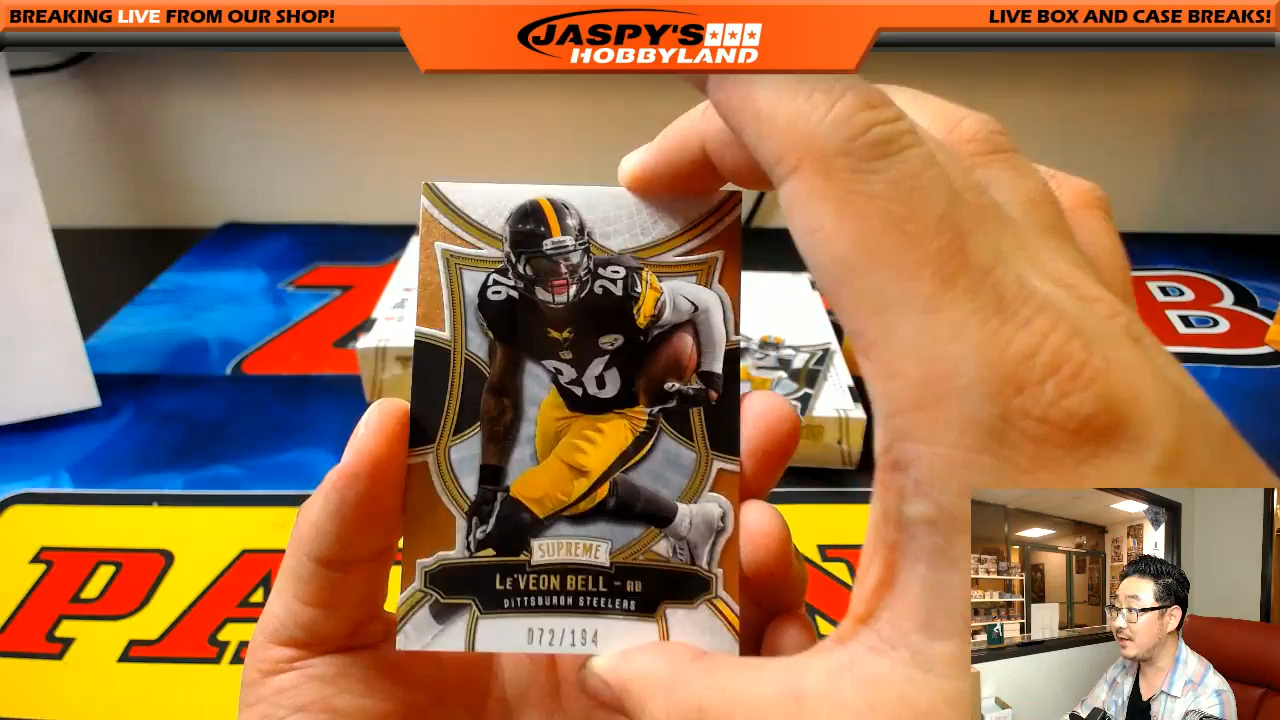 BREAKING LIVE FROM OUR SHOP!
JASPY'S
HOBBYLAND
LIVE BOX AND CASE BREAKS!
26
26
26
SUPREME
LE'VEON BELL - RB
PITTSBURGH STEELERS
072/194
B
PA